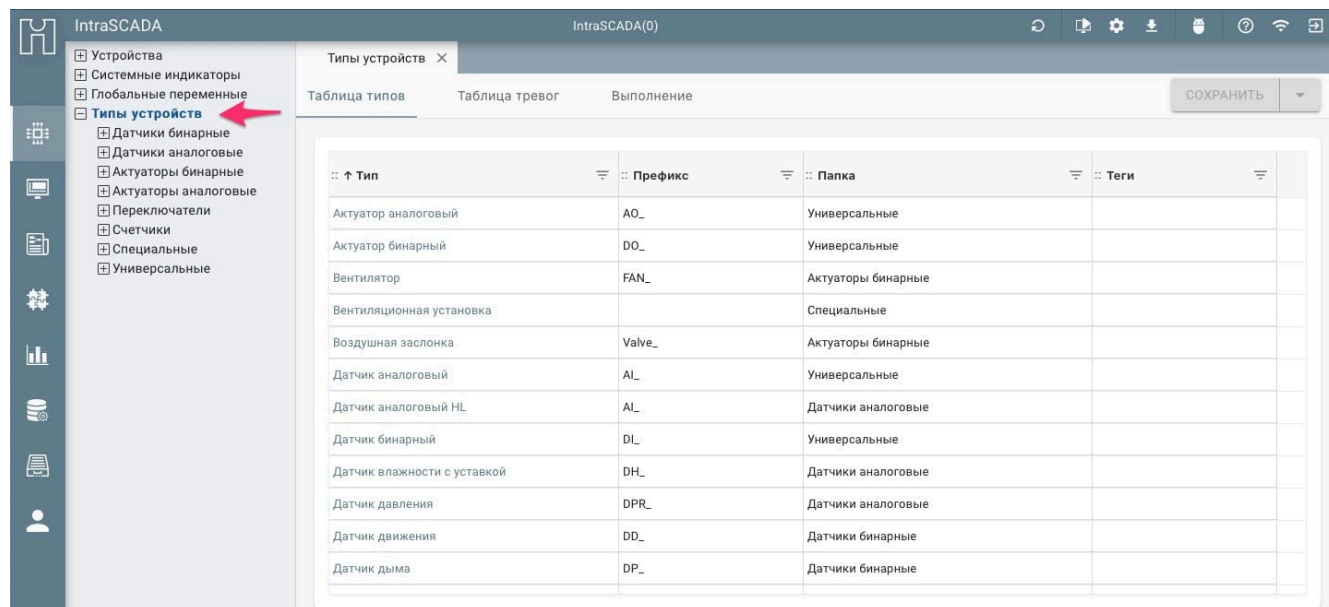 IntraSCADA
IntraSCADA(0)
Устройства
Системные индикаторы
Глобальные переменные
Типы устройств
Датчики бинарные
Датчики аналоговые
Актуаторы бинарные
Актуаторы аналоговые
Переключатели
Счетчики
Специальные
Универсальные
Типы устройств
Таблица типов Таблица тревог Выполнение СОХРАНИТЬ
Тип Префикс Папка Теги
Актуатор аналоговый AO_ Универсальные
Актуатор бинарный DO_ Универсальные
Вентилятор FAN_ Актуаторы бинарные
Вентиляционная установка Специальные
Воздушная заслонка Valve_ Актуаторы бинарные
Датчик аналоговый AI_ Универсальные
Датчик аналоговый HL AI_ Датчики аналоговые
Датчик бинарный DI_ Универсальные
Датчик влажности с уставкой DH_ Датчики аналоговые
Датчик давления DPR_ Датчики аналоговые
Датчик движения DD_ Датчики бинарные
Датчик дыма DP_ Датчики бинарные